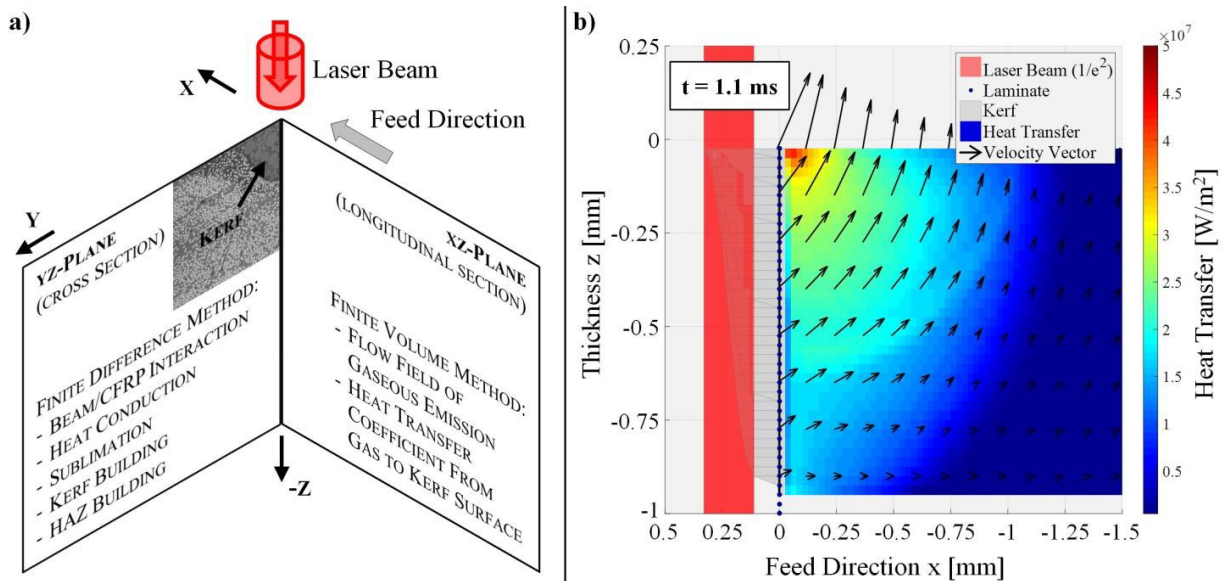 a)
Laser Beam
X
Feed Direction
KERF
Y
YZ-PLANE
(CROSS SECTION)
FINITE DIFFERENCE METHOD:
- BEAM/CFRP INTERACTION
- HEAT CONDUCTION
- SUBLIMATION
- KERF BUILDING
- HAZ BUILDING
XZ-PLANE
(LONGITUDINAL SECTION)
FINITE VOLUME METHOD:
- FLOW FIELD OF
GASEOUS EMISSION
- HEAT TRANSFER
COEFFICIENT FROM
GAS TO KERF SURFACE
-Z
b)
t = 1.1 ms
Laser Beam (1/e²)
Laminate
Kerf
Heat Transfer
Velocity Vector
Thickness z [mm]
0.25
0
-0.25
-0.5
-0.75
-1
0.5 0.25 0 -0.25 -0.5 -0.75 -1 -1.25 -1.5
Feed Direction x [mm]
×10⁷
5
4.5
4
3.5
3
2.5
2
1.5
1
0.5
Heat Transfer [W/m²]